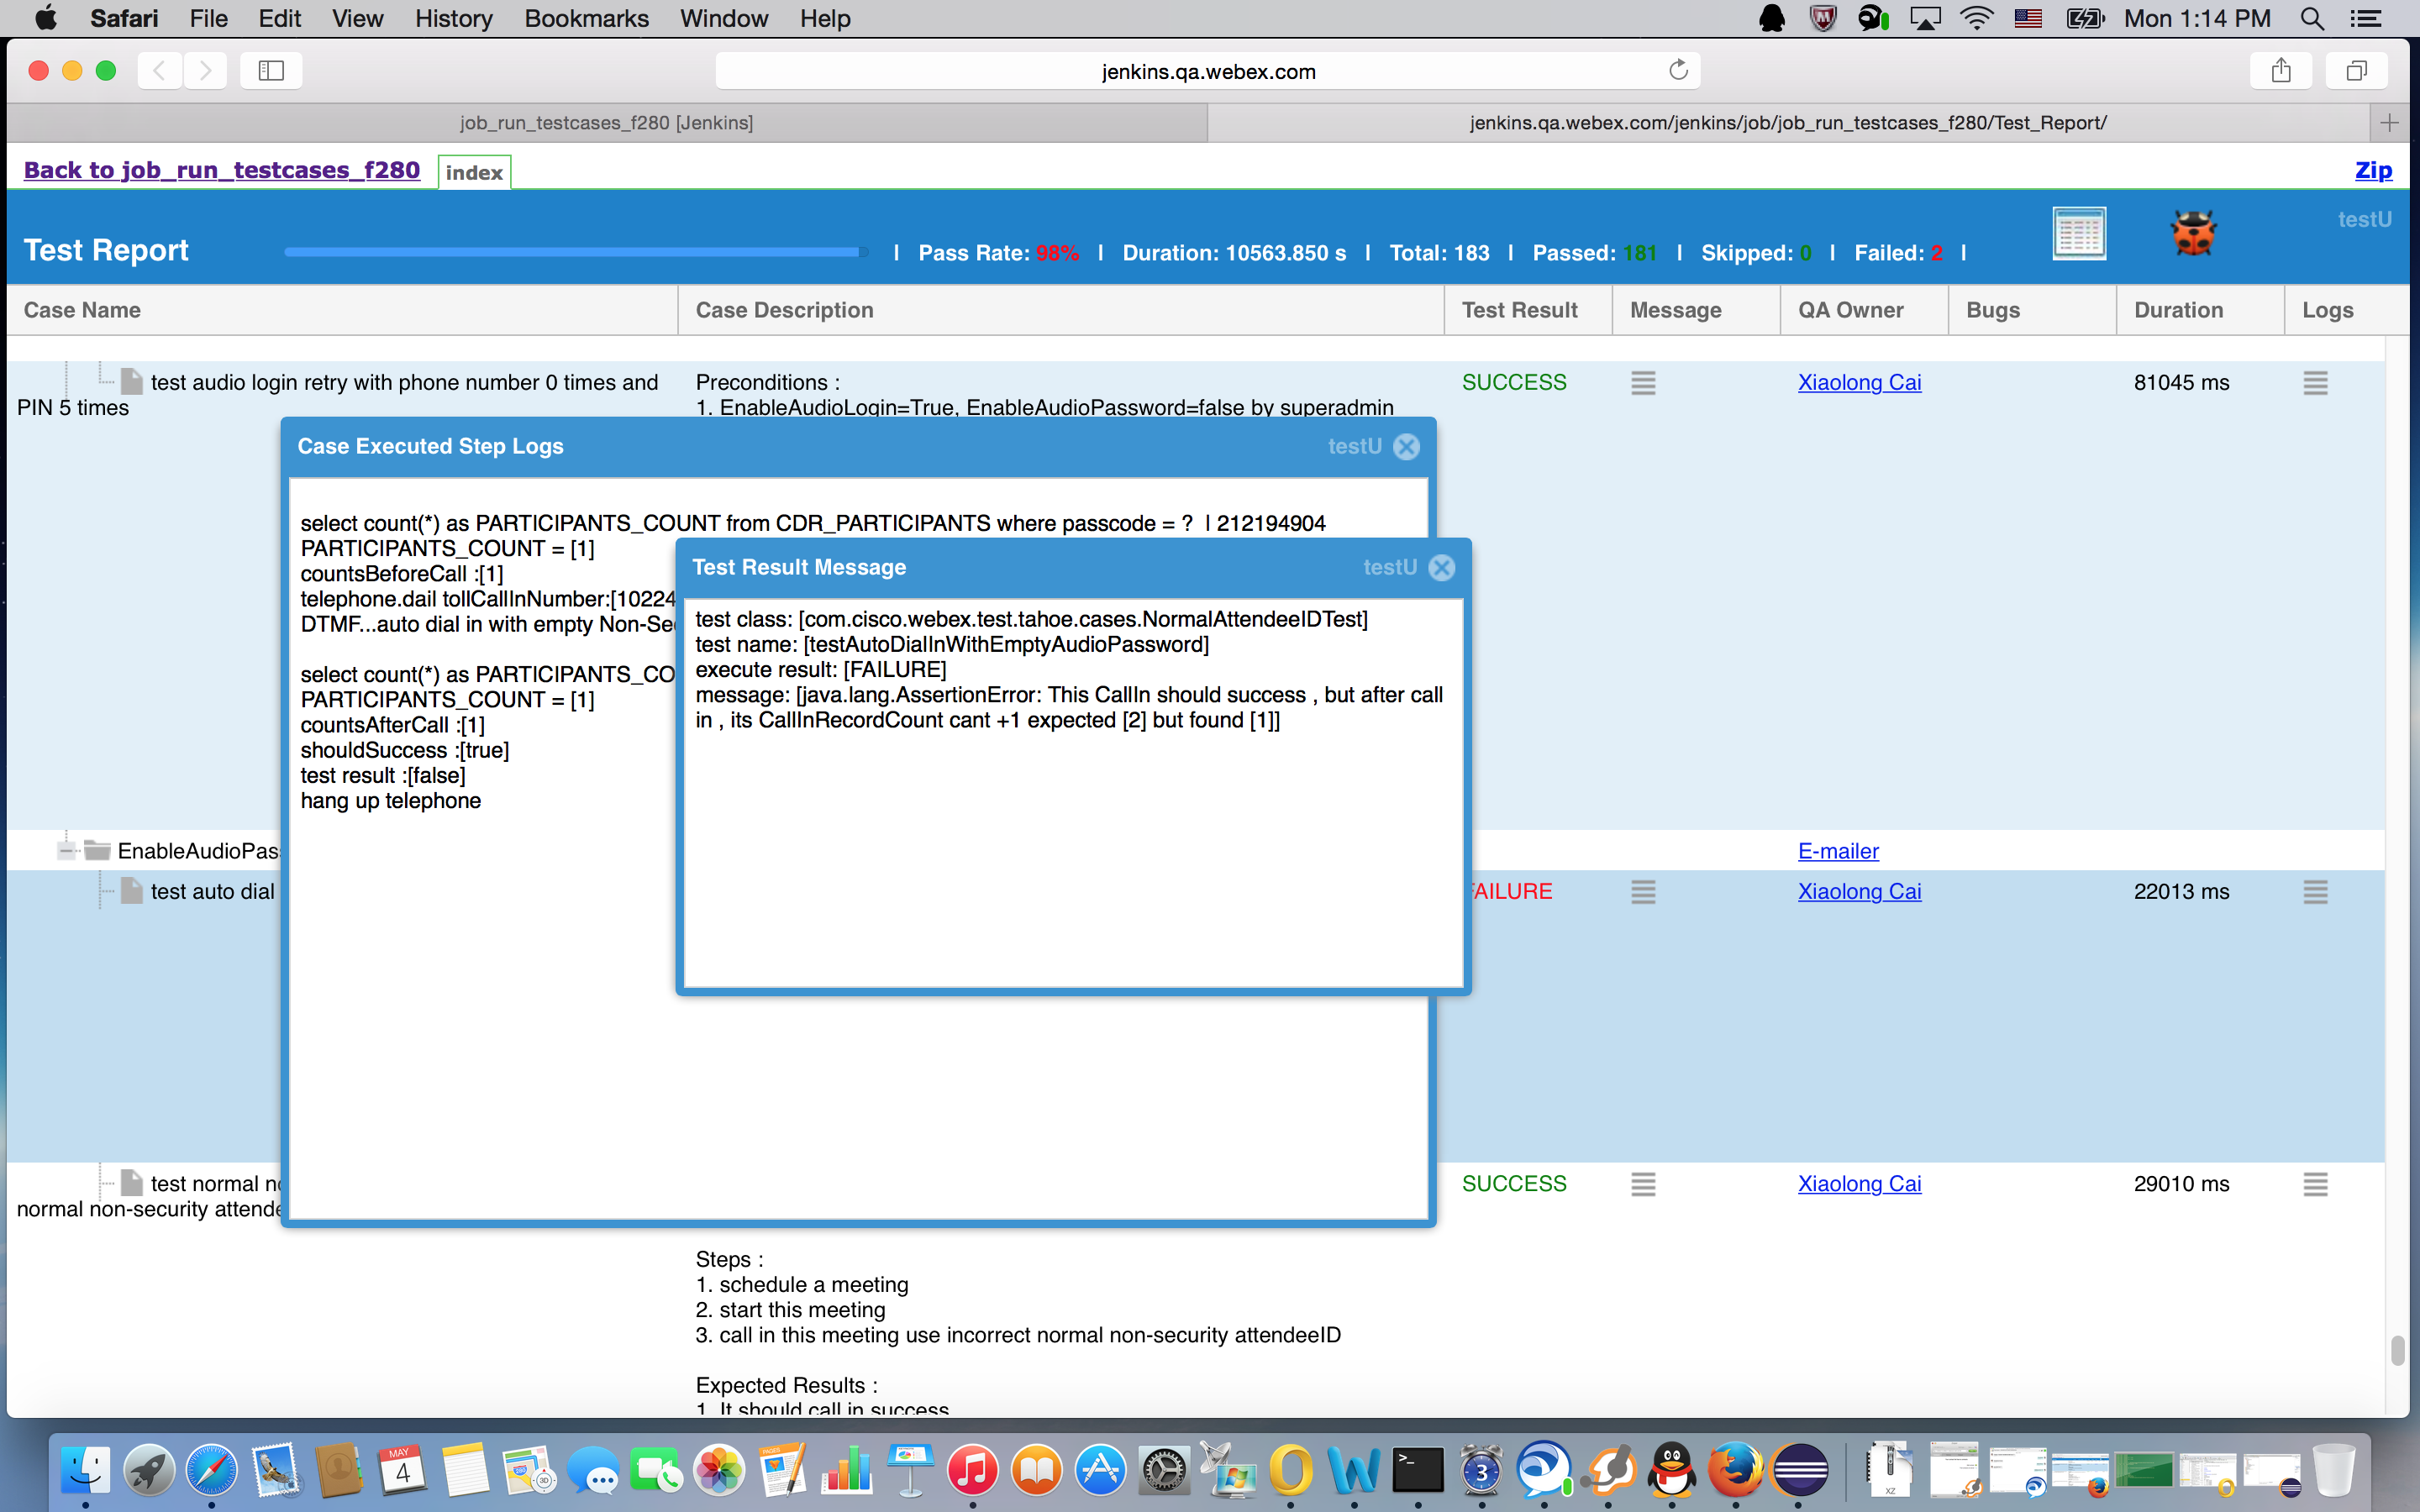 Safari File Edit View History Bookmarks Window Help Mon 1:14 PM
jenkins.qa.webex.com
job_run_testcases_f280 [Jenkins] jenkins.qa.webex.com/jenkins/job/job_run_testcases_f280/Test_Report/
Back to job_run_testcases_f280 index Zip
testU
Test Report | Pass Rate: 98% | Duration: 10563.850 s | Total: 183 | Passed: 181 | Skipped: 0 | Failed: 2 |
Case Name Case Description Test Result Message QA Owner Bugs Duration Logs
test audio login retry with phone number 0 times and Preconditions : SUCCESS Xiaolong Cai 81045 ms
PIN 5 times 1. EnableAudioLogin=True, EnableAudioPassword=false by superadmin
Case Executed Step Logs testU
select count(*) as PARTICIPANTS_COUNT from CDR_PARTICIPANTS where passcode = ? | 212194904
PARTICIPANTS_COUNT = [1]
countsBeforeCall :[1]
telephone.dail tollCallInNumber:[10224
DTMF...auto dial in with empty Non-Se
select count(*) as PARTICIPANTS_CO
PARTICIPANTS_COUNT = [1]
countsAfterCall :[1]
shouldSuccess :[true]
test result :[false]
hang up telephone
Test Result Message testU
test class: [com.cisco.webex.test.tahoe.cases.NormalAttendeeIDTest]
test name: [testAutoDialInWithEmptyAudioPassword]
execute result: [FAILURE]
message: [java.lang.AssertionError: This CallIn should success , but after call
in , its CallInRecordCount cant +1 expected [2] but found [1]]
EnableAudioPas E-mailer
test auto dial FAILURE Xiaolong Cai 22013 ms
test normal n SUCCESS Xiaolong Cai 29010 ms
normal non-security attende
Steps :
1. schedule a meeting
2. start this meeting
3. call in this meeting use incorrect normal non-security attendeeID
Expected Results :
1. It should call in success
MAY
4
PAGES
3
XZ